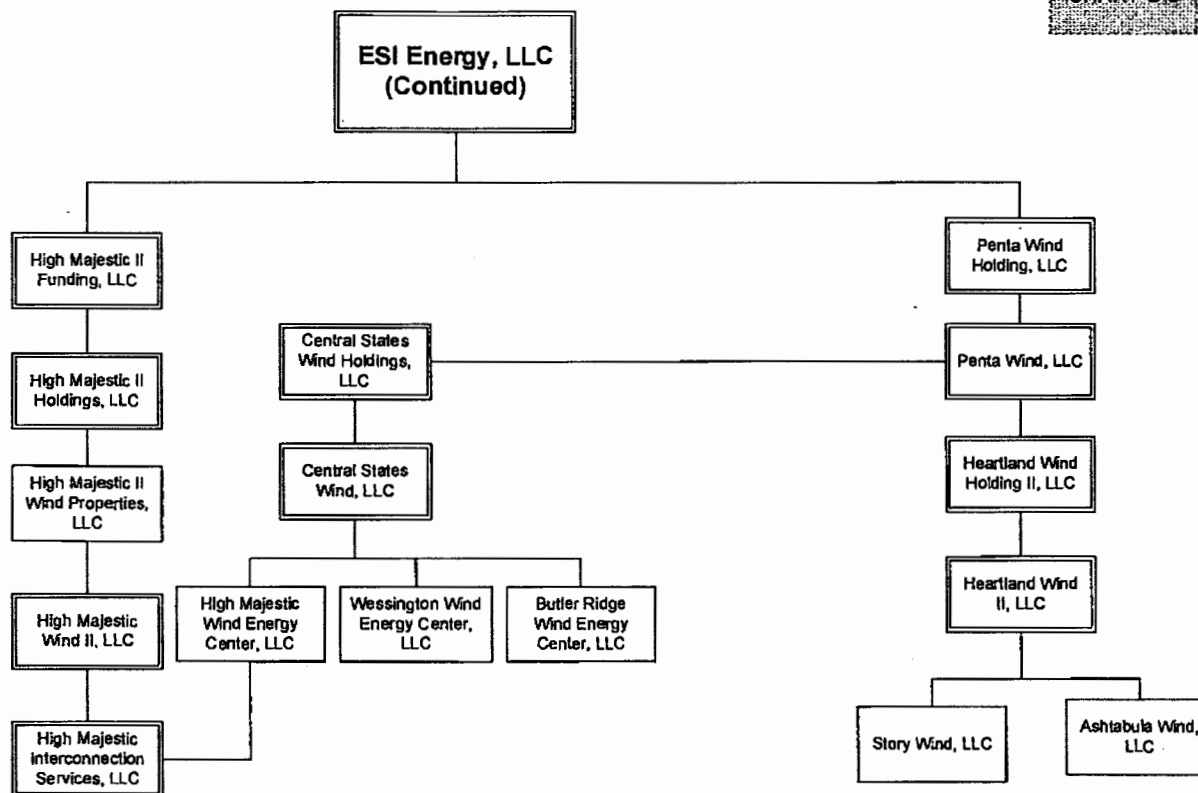 ESI Energy, LLC
(Continued)
High Majestic II
Funding, LLC
Penta Wind
Holding, LLC
Central States
Wind Holdings,
LLC
Penta Wind, LLC
High Majestic II
Holdings, LLC
Central States
Wind, LLC
Heartland Wind
Holding II, LLC
High Majestic II
Wind Properties,
LLC
High Majestic
Wind II, LLC
High Majestic
Wind Energy
Center, LLC
Wessington Wind
Energy Center,
LLC
Butler Ridge
Wind Energy
Center, LLC
Heartland Wind
II, LLC
High Majestic
Interconnection
Services, LLC
Story Wind, LLC
Ashtabula Wind,
LLC